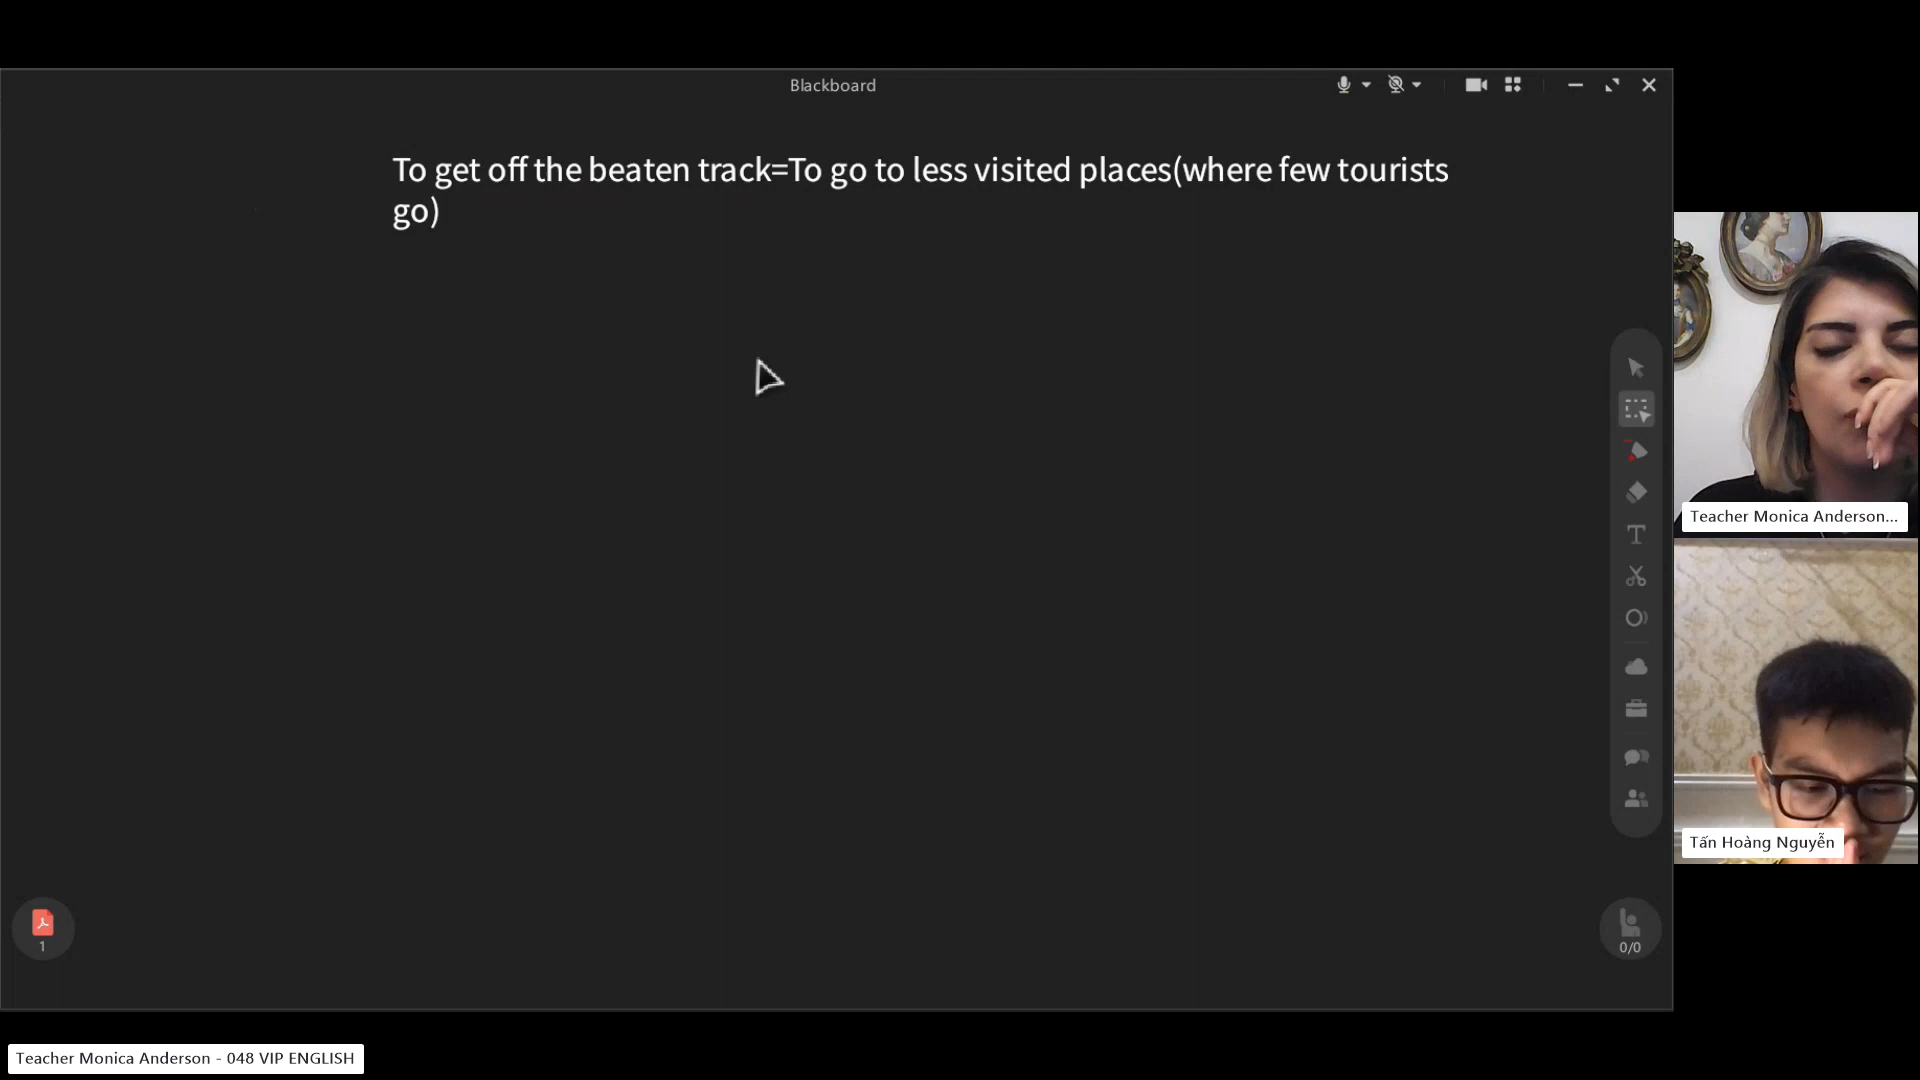 Blackboard
To get off the beaten track=To go to less visited places(where few tourists
go)
Teacher Monica Anderson...
Tấn Hoàng Nguyễn
1
0/0
Teacher Monica Anderson - 048 VIP ENGLISH